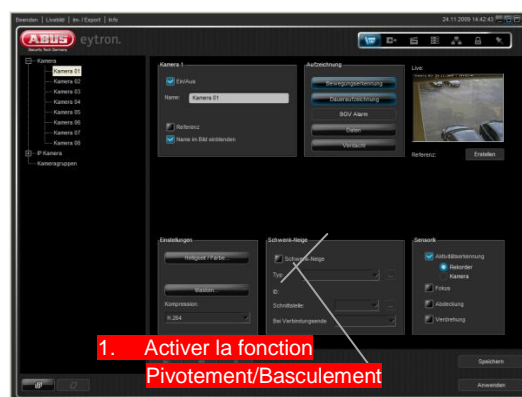 Beenden | Livebild | Im- / Export | Info
24.11.2009 14:42:43
ABUS
Security Tech Germany
eytron.
Kamera
Kamera 01
Kamera 02
Kamera 03
Kamera 04
Kamera 05
Kamera 06
Kamera 07
Kamera 08
IP Kamera
Kameragruppen
Kamera 1
Ein/Aus
Name:
Kamera 01
Referenz
Name im Bild einblenden
Aufzeichnung
Bewegungserkennung
Daueraufzeichnung
BGV Alarm
Daten
Verdacht
Live:
Referenz:
Erstellen
Einstellungen
Helligkeit / Farbe...
Masken...
Kompression
H.264
Schwenk-Neige
Schwenk-Neige
Typ:
ID:
Schnittstelle:
Bei Verbindungsende
Sensorik
Aktivitätserkennung
Rekorder
Kamera
Fokus
Abdeckung
Verdrehung
1. Activer la fonction
Pivotement/Basculement
Speichern
Anwenden